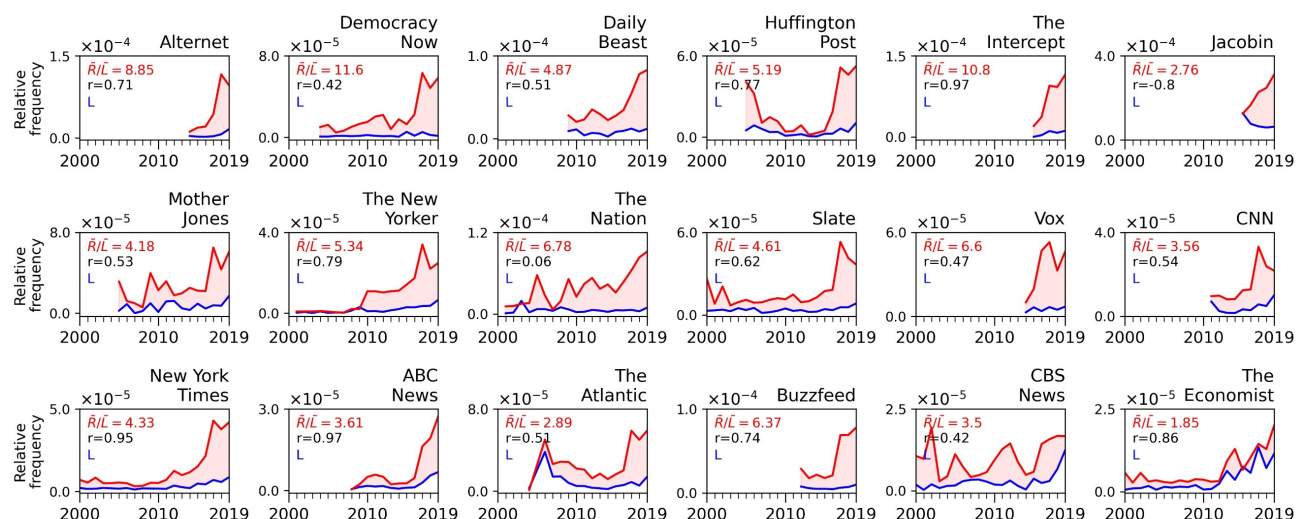 Relative frequency
×10⁻⁴ Alternet
1.5
0.0
R̄/L̄=8.85
r=0.71
L
2000 2010 2019
×10⁻⁵ Democracy Now
8.0
0.0
R̄/L̄=11.6
r=0.42
L
2000 2010 2019
×10⁻⁴ Daily Beast
1.0
0.0
R̄/L̄=4.87
r=0.51
L
2000 2010 2019
×10⁻⁵ Huffington Post
6.0
0.0
R̄/L̄=5.19
r=0.77
L
2000 2010 2019
×10⁻⁴ The Intercept
1.5
0.0
R̄/L̄=10.8
r=0.97
L
2000 2010 2019
×10⁻⁴ Jacobin
4.0
0.0
R̄/L̄=2.76
r=-0.8
L
2000 2010 2019
Relative frequency
×10⁻⁵ Mother Jones
8.0
0.0
R̄/L̄=4.18
r=0.53
L
2000 2010 2019
×10⁻⁵ The New Yorker
4.0
0.0
R̄/L̄=5.34
r=0.79
L
2000 2010 2019
×10⁻⁴ The Nation
1.2
0.0
R̄/L̄=6.78
r=0.06
L
2000 2010 2019
×10⁻⁵ Slate
6.0
0.0
R̄/L̄=4.61
r=0.62
L
2000 2010 2019
×10⁻⁵ Vox
6.0
0.0
R̄/L̄=6.6
r=0.47
L
2000 2010 2019
×10⁻⁵ CNN
4.0
0.0
R̄/L̄=3.56
r=0.54
L
2000 2010 2019
Relative frequency
×10⁻⁵ New York Times
5.0
0.0
R̄/L̄=4.33
r=0.95
L
2000 2010 2019
×10⁻⁵ ABC News
3.0
0.0
R̄/L̄=3.61
r=0.97
L
2000 2010 2019
×10⁻⁵ The Atlantic
8.0
0.0
R̄/L̄=2.89
r=0.51
L
2000 2010 2019
×10⁻⁴ Buzzfeed
1.0
0.0
R̄/L̄=6.37
r=0.74
L
2000 2010 2019
×10⁻⁵ CBS News
2.5
0.0
R̄/L̄=3.5
r=0.42
L
2000 2010 2019
×10⁻⁵ The Economist
2.5
0.0
R̄/L̄=1.85
r=0.86
L
2000 2010 2019